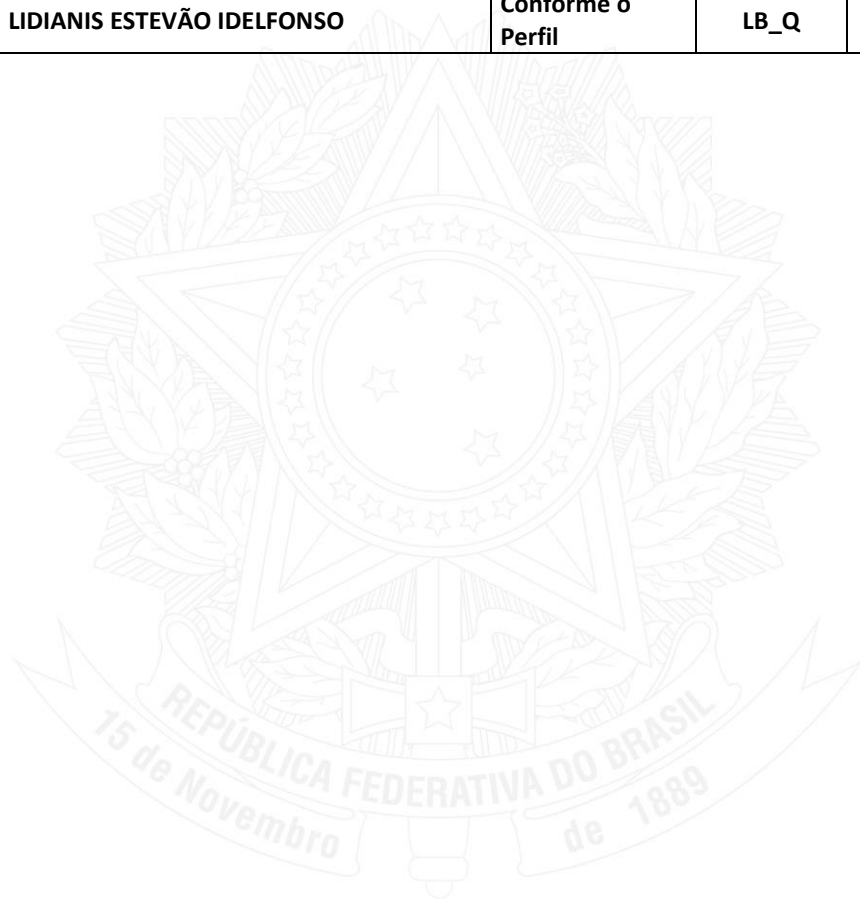 LIDIANIS ESTEVÃO IDELFONSO
Conforme o
Perfil
LB_Q
REPÚBLICA FEDERATIVA DO BRASIL
15 de Novembro de 1889